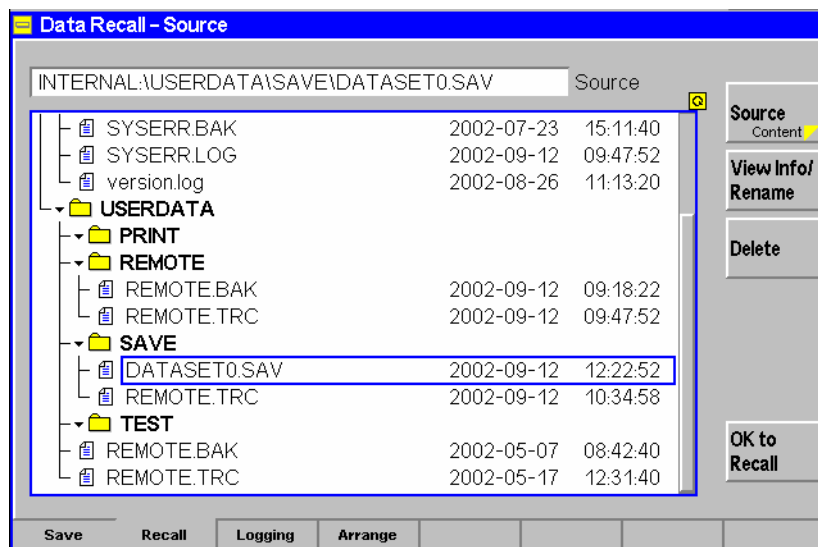 Data Recall – Source
INTERNAL:\USERDATA\SAVE\DATASET0.SAV Source
SYSERR.BAK 2002-07-23 15:11:40
SYSERR.LOG 2002-09-12 09:47:52
version.log 2002-08-26 11:13:20
USERDATA
PRINT
REMOTE
REMOTE.BAK 2002-09-12 09:18:22
REMOTE.TRC 2002-09-12 09:47:52
SAVE
DATASET0.SAV 2002-09-12 12:22:52
REMOTE.TRC 2002-09-12 10:34:58
TEST
REMOTE.BAK 2002-05-07 08:42:40
REMOTE.TRC 2002-05-17 12:31:40
Source
Content
View Info/
Rename
Delete
OK to
Recall
Save Recall Logging Arrange